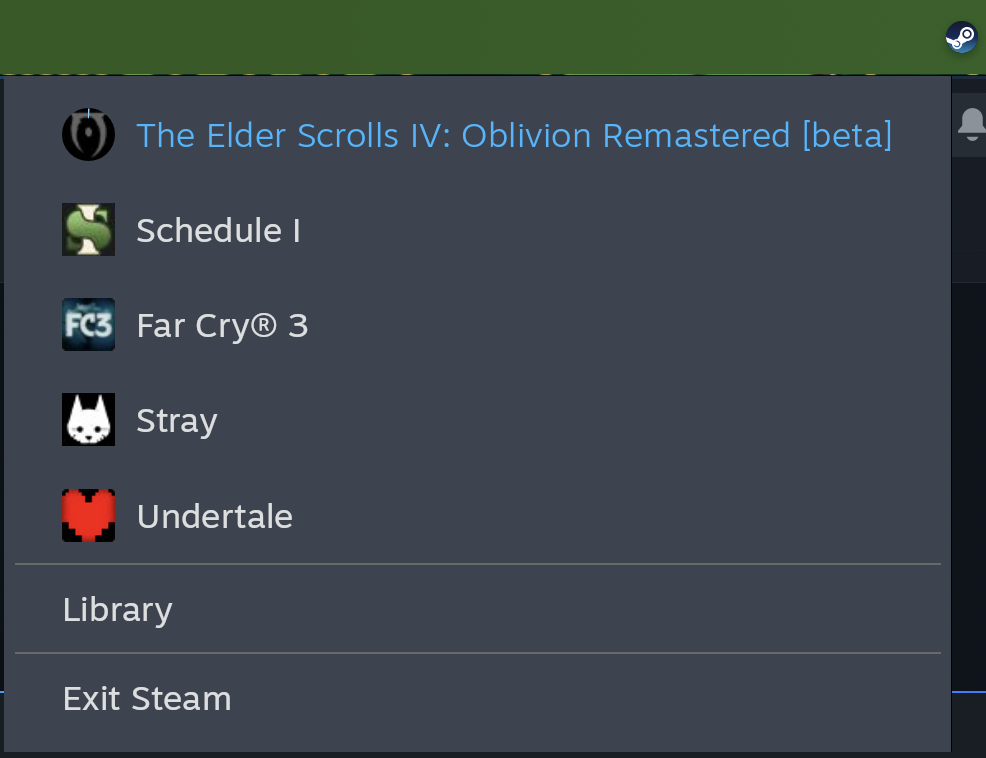 The Elder Scrolls IV: Oblivion Remastered [beta]
Schedule I
FC3
Far Cry® 3
Stray
Undertale
Library
Exit Steam